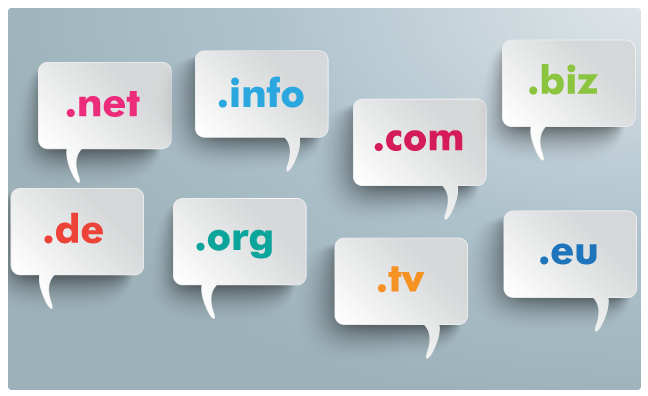 .net
.info
.com
.biz
.de
.org
.tv
.eu